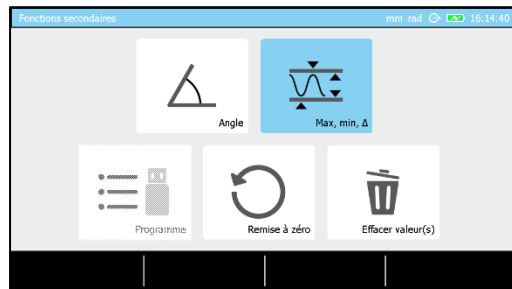 Fonctions secondaires mm rad 16:14:40
Angle Max, min, Δ
Programme Remise à zéro Effacer valeur(s)